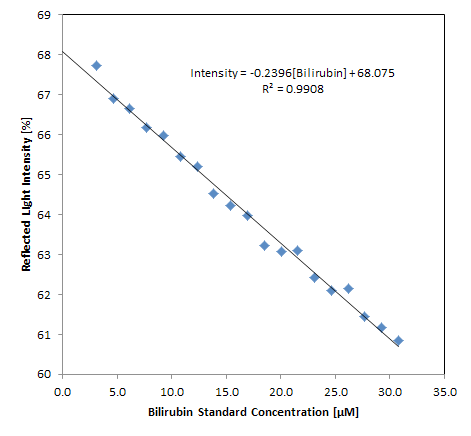 69
68
67
66
65
64
63
62
61
60
Reflected Light Intensity [%]
Intensity = -0.2396[Bilirubin] + 68.075
R² = 0.9908
0.0 5.0 10.0 15.0 20.0 25.0 30.0 35.0
Bilirubin Standard Concentration [µM]